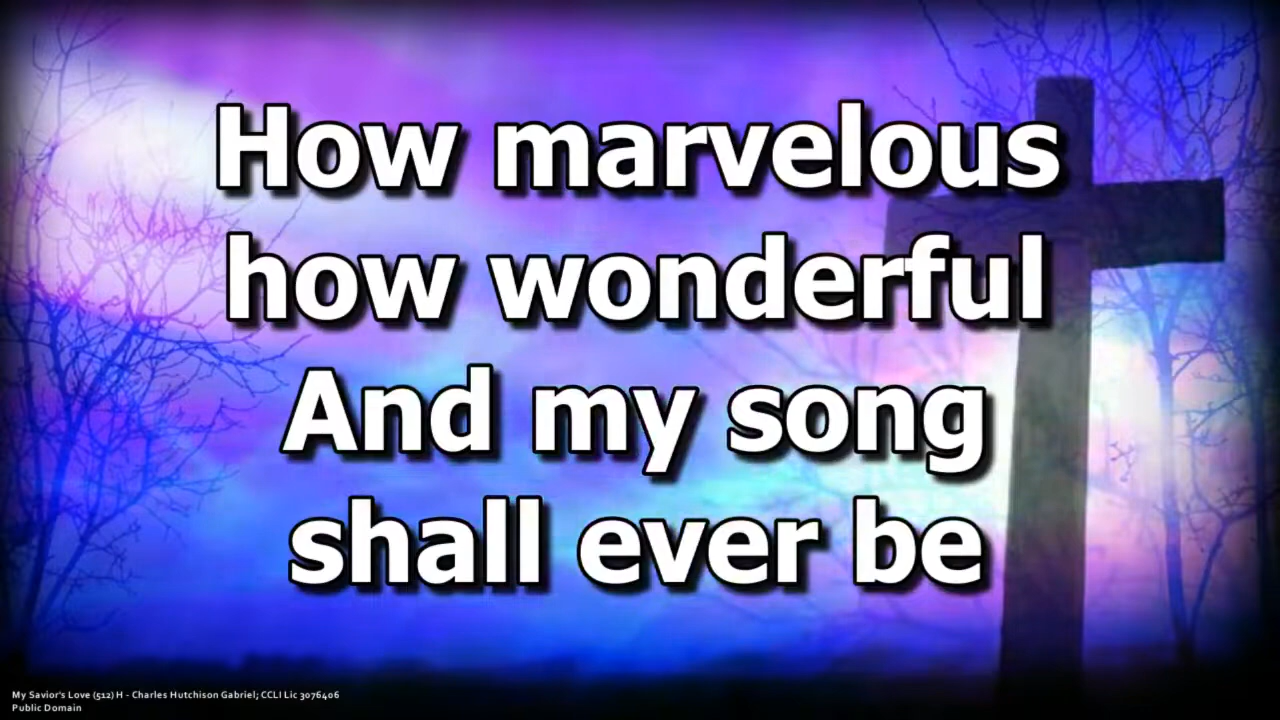 How marvelous
how wonderful
And my song
shall ever be
My Savior's Love (512) H - Charles Hutchison Gabriel; CCLI Lic 3076406
Public Domain